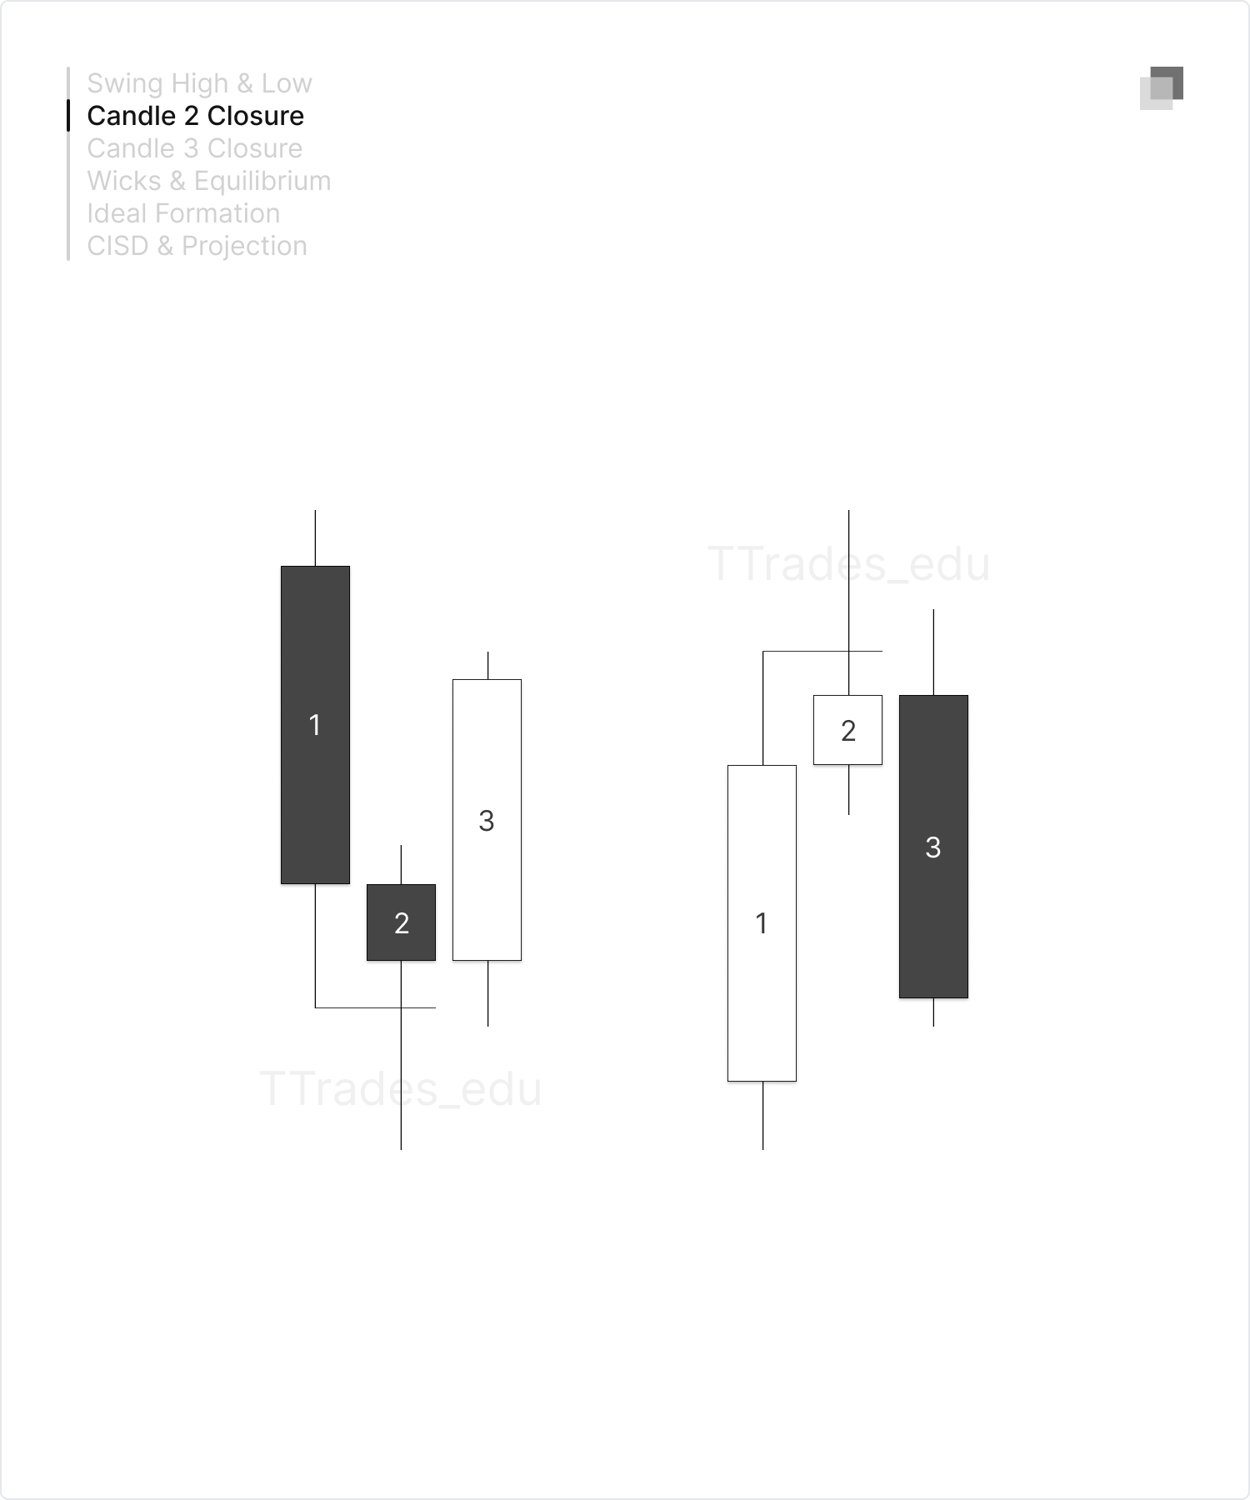 Swing High & Low
Candle 2 Closure
Candle 3 Closure
Wicks & Equilibrium
Ideal Formation
CISD & Projection
TTrades_edu
1
2
3
TTrades_edu
2
3
1